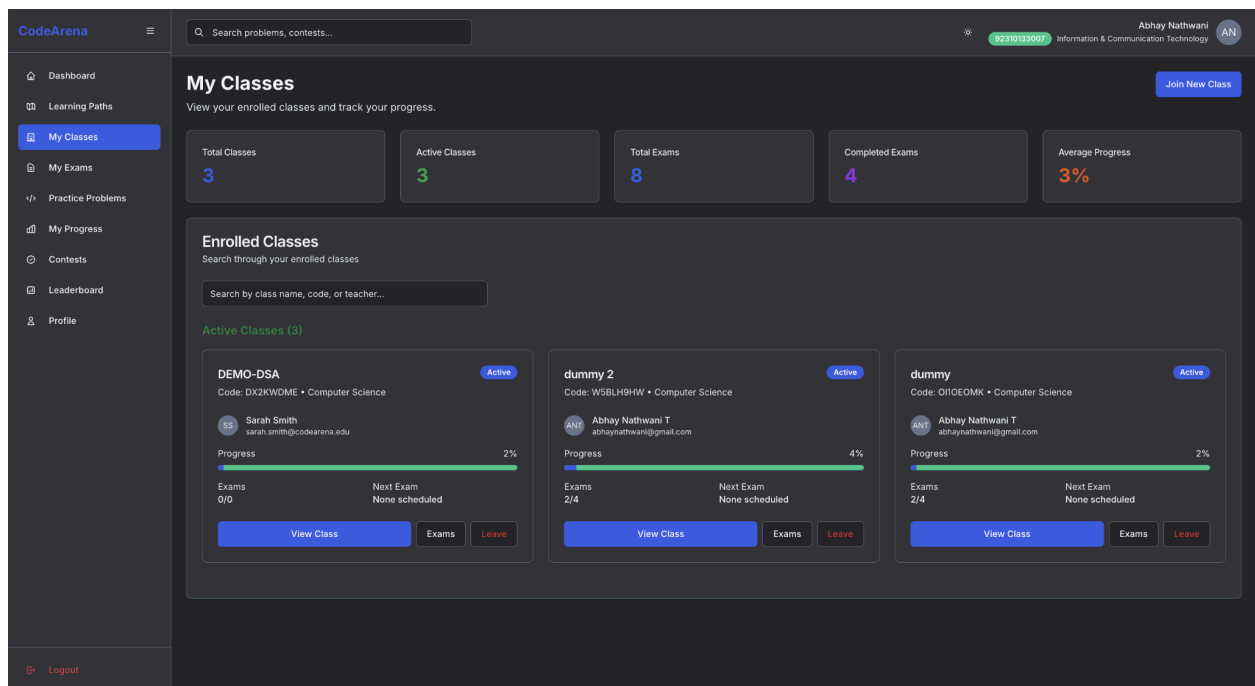 CodeArena
Search problems, contests...
Abhay Nathwani
92310133007 Information & Communication Technology
AN
Dashboard
Learning Paths
My Classes
My Exams
Practice Problems
My Progress
Contests
Leaderboard
Profile
Logout
My Classes
View your enrolled classes and track your progress.
Join New Class
Total Classes
3
Active Classes
3
Total Exams
8
Completed Exams
4
Average Progress
3%
Enrolled Classes
Search through your enrolled classes
Search by class name, code, or teacher...
Active Classes (3)
DEMO-DSA
Active
Code: DX2KWDME • Computer Science
SS
Sarah Smith
sarah.smith@codearena.edu
Progress 2%
Exams Next Exam
0/0 None scheduled
View Class Exams Leave
dummy 2
Active
Code: W5BLH9HW • Computer Science
ANT
Abhay Nathwani T
abhaynathwani@gmail.com
Progress 4%
Exams Next Exam
2/4 None scheduled
View Class Exams Leave
dummy
Active
Code: OI1OEOMK • Computer Science
ANT
Abhay Nathwani T
abhaynathwani@gmail.com
Progress 2%
Exams Next Exam
2/4 None scheduled
View Class Exams Leave